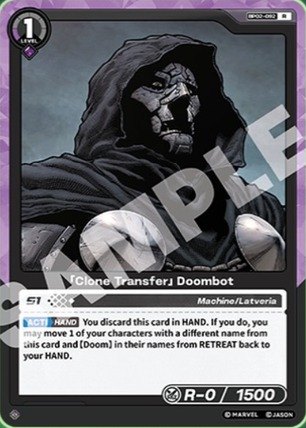 1
LEVEL
BP02-092 R
SAMPLE
「Clone Transfer」 Doombot
S1
Machine/Latveria
ACT HAND You discard this card in HAND. If you do, you
may move 1 of your characters with a different name from
this card and 【Doom】 in their names from RETREAT back to
your HAND.
R-0 / 1500
© MARVEL © JASON